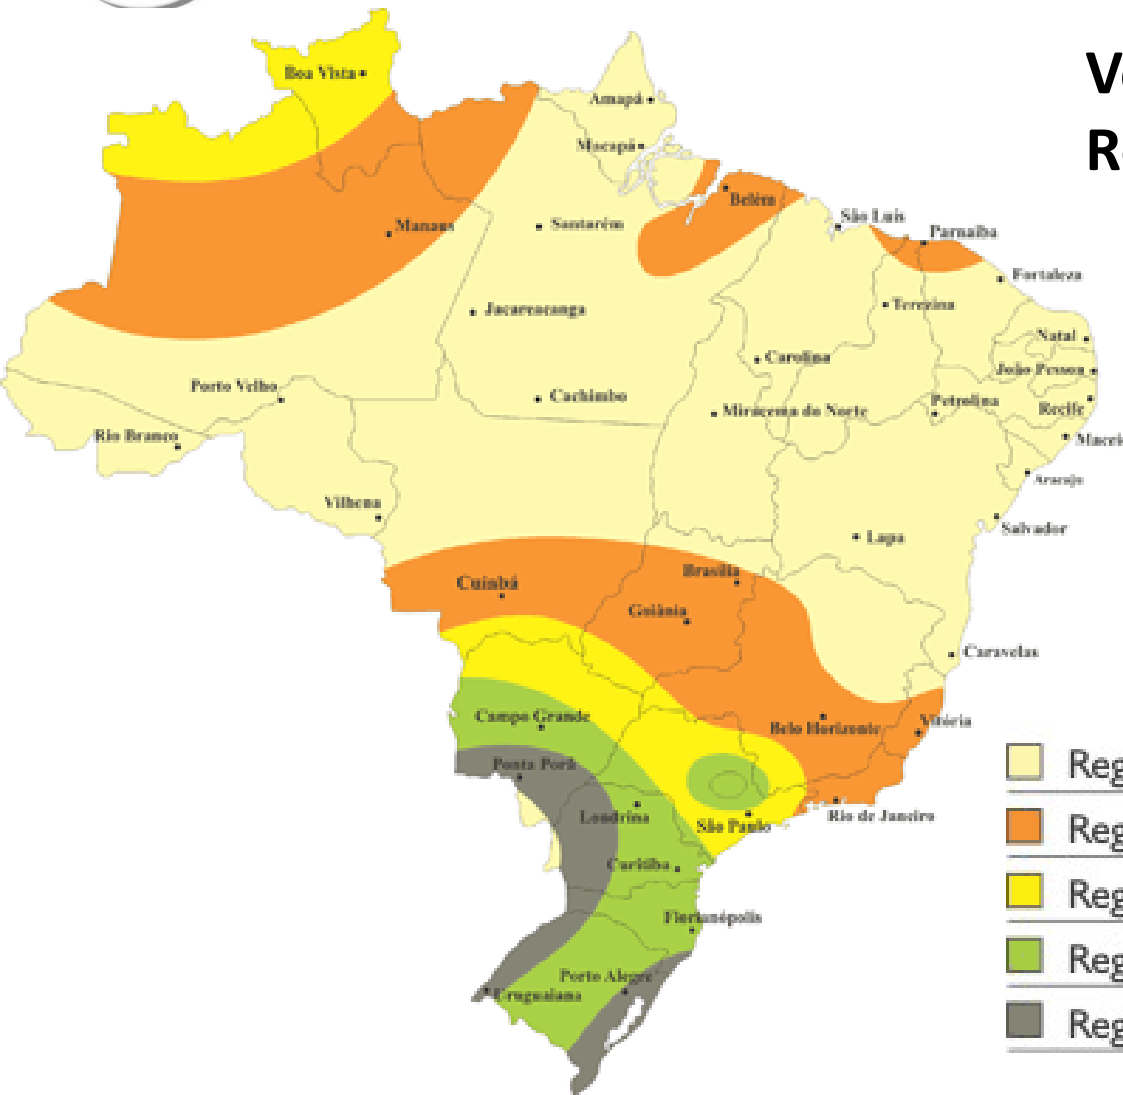 Boa Vista
Amapá
Macapá
Belém
São Luís
Parnaíba
Manaus
Santarém
Fortaleza
Jacareacanga
Terezina
Natal
Carolina
João Pessoa
Porto Velho
Cachimbo
Miracema do Norte
Petrolina
Recife
Rio Branco
Aracaju
Vilhena
Salvador
Lapa
Brasília
Cuiabá
Goiânia
Caravelas
Campo Grande
Belo Horizonte
Vitória
Ponta Porã
Londrina
São Paulo
Rio de Janeiro
Curitiba
Florianópolis
Porto Alegre
Uruguaiana
Reg
Reg
Reg
Reg
Reg